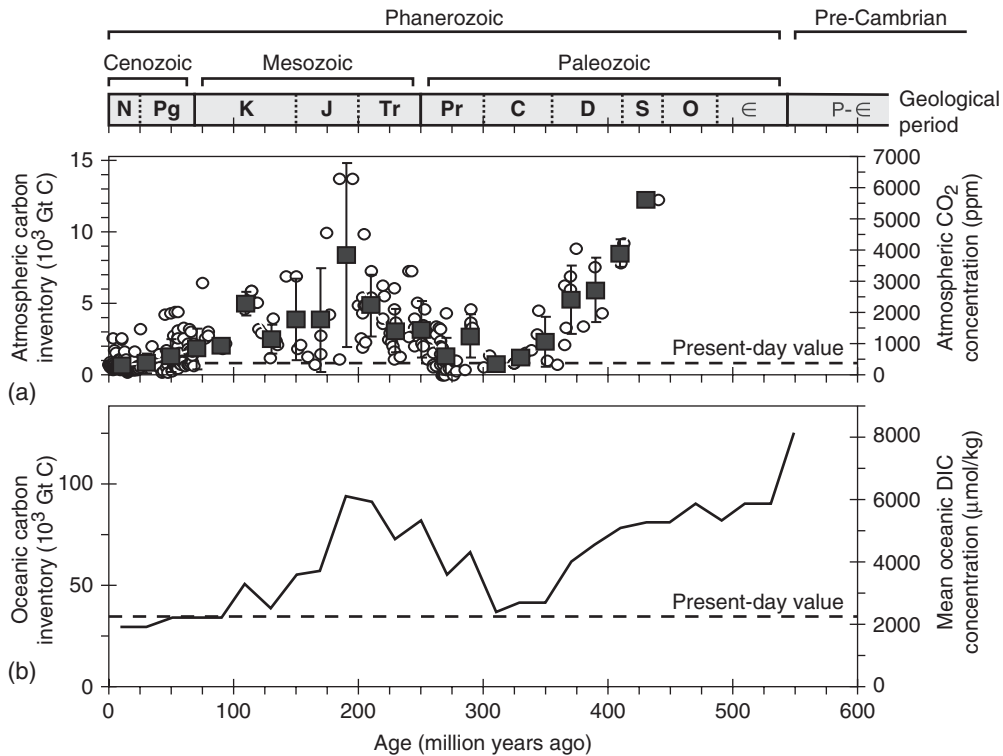 Phanerozoic Pre-Cambrian
Cenozoic Mesozoic Paleozoic
N Pg K J Tr Pr C D S O ∈ P-∈ Geological
period
Atmospheric carbon
inventory (10³ Gt C)
15
10
5
0
7000
6000
5000
4000
3000
2000
1000
0
Atmospheric CO₂
concentration (ppm)
Present-day value
(a)
Oceanic carbon
inventory (10³ Gt C)
100
50
0
8000
6000
4000
2000
0
Mean oceanic DIC
concentration (μmol/kg)
Present-day value
(b)
0 100 200 300 400 500 600
Age (million years ago)